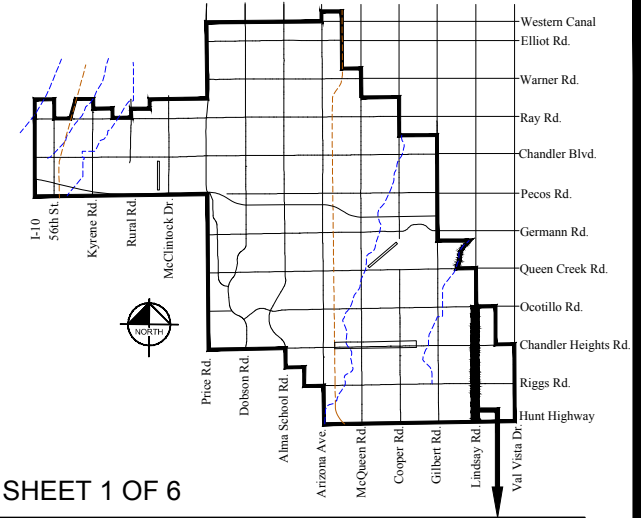 Western Canal
Elliot Rd.
Warner Rd.
Ray Rd.
Chandler Blvd.
Pecos Rd.
Germann Rd.
Queen Creek Rd.
Ocotillo Rd.
Chandler Heights Rd.
Riggs Rd.
Hunt Highway
I-10
56th St.
Kyrene Rd.
Rural Rd.
McClintock Dr.
NORTH
Price Rd.
Dobson Rd.
Alma School Rd.
Arizona Ave.
McQueen Rd.
Cooper Rd.
Gilbert Rd.
Lindsay Rd.
Val Vista Dr.
SHEET 1 OF 6